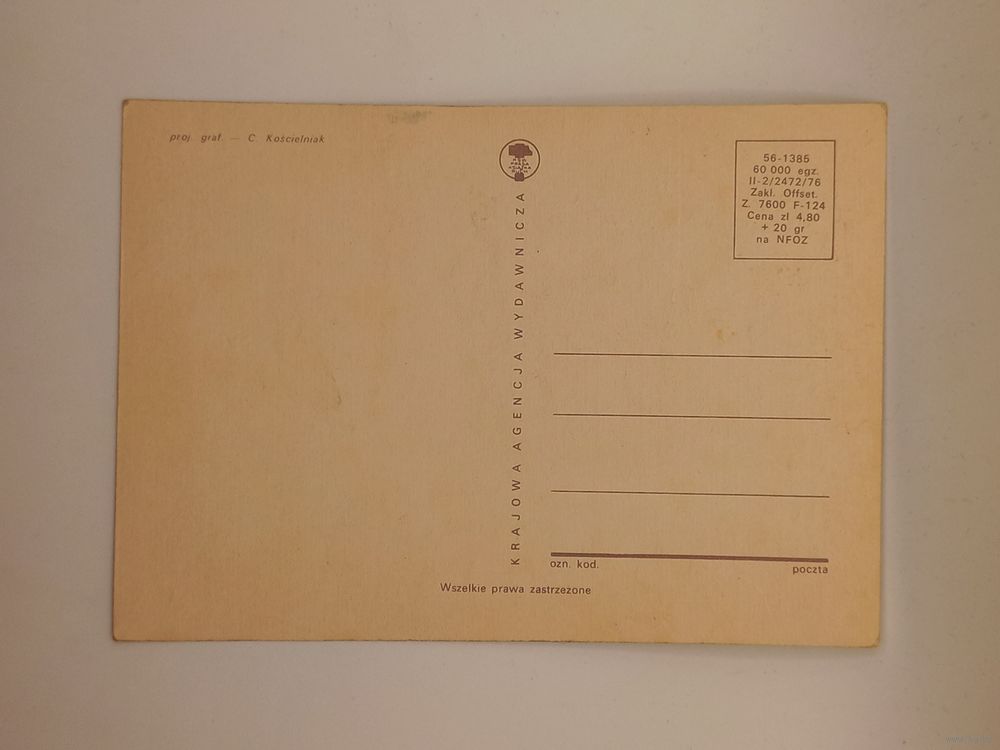 proj. graf. — C. Kościelniak
KRAJOWA AGENCJA WYDAWNICZA
56-1385
60 000 egz.
II-2/2472/76
Zakł. Offset.
Z. 7600 F-124
Cena zł 4,80
+ 20 gr
na NFOZ
ozn. kod.
poczta
Wszelkie prawa zastrzeżone